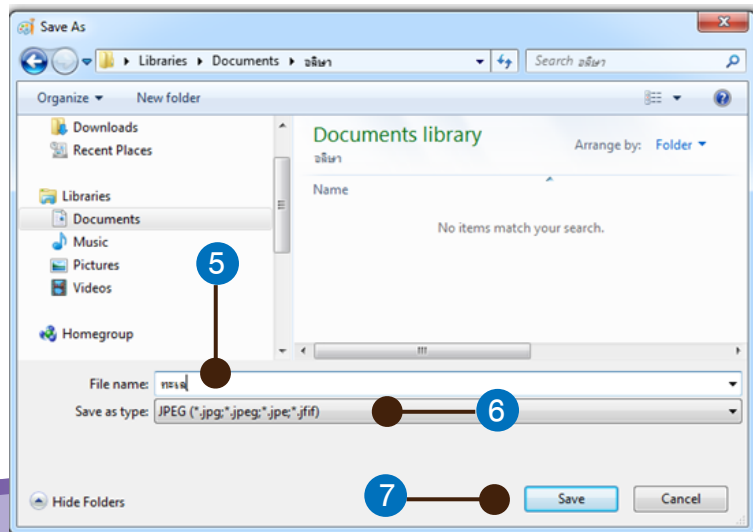 Save As
Libraries ▸ Documents ▸ อลิษา
Search อลิษา
Organize ▾ New folder
Downloads
Recent Places
Libraries
Documents
Music
Pictures
Videos
Homegroup
Documents library
อลิษา
Arrange by: Folder ▾
Name
No items match your search.
5
File name: ทะเล
Save as type: JPEG (*.jpg;*.jpeg;*.jpe;*.jfif)
6
7
Hide Folders
Save
Cancel